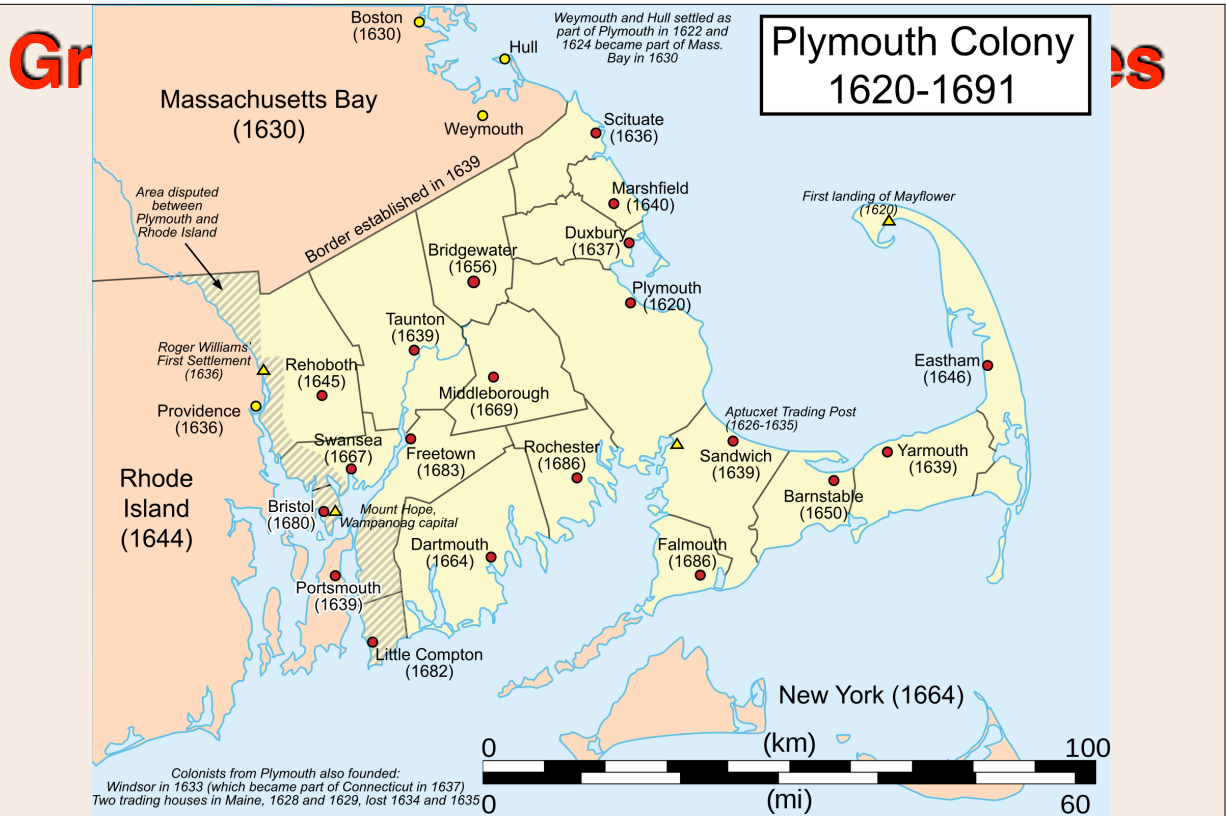 Gr
es
Plymouth Colony
1620-1691
Boston
(1630)
Weymouth and Hull settled as
part of Plymouth in 1622 and
1624 became part of Mass.
Bay in 1630
Hull
Massachusetts Bay
(1630)
Weymouth
Scituate
(1636)
Border established in 1639
Area disputed
between
Plymouth and
Rhode Island
Marshfield
(1640)
First landing of Mayflower
(1620)
Duxbury
(1637)
Bridgewater
(1656)
Plymouth
(1620)
Taunton
(1639)
Roger Williams'
First Settlement
(1636)
Rehoboth
(1645)
Eastham
(1646)
Middleborough
(1669)
Providence
(1636)
Aptucxet Trading Post
(1626-1635)
Swansea
(1667)
Freetown
(1683)
Rochester
(1686)
Sandwich
(1639)
Yarmouth
(1639)
Rhode
Island
(1644)
Barnstable
(1650)
Bristol
(1680)
Mount Hope,
Wampanoag capital
Dartmouth
(1664)
Falmouth
(1686)
Portsmouth
(1639)
Little Compton
(1682)
New York (1664)
0 (km) 100
0 (mi) 60
Colonists from Plymouth also founded:
Windsor in 1633 (which became part of Connecticut in 1637)
Two trading houses in Maine, 1628 and 1629, lost 1634 and 1635